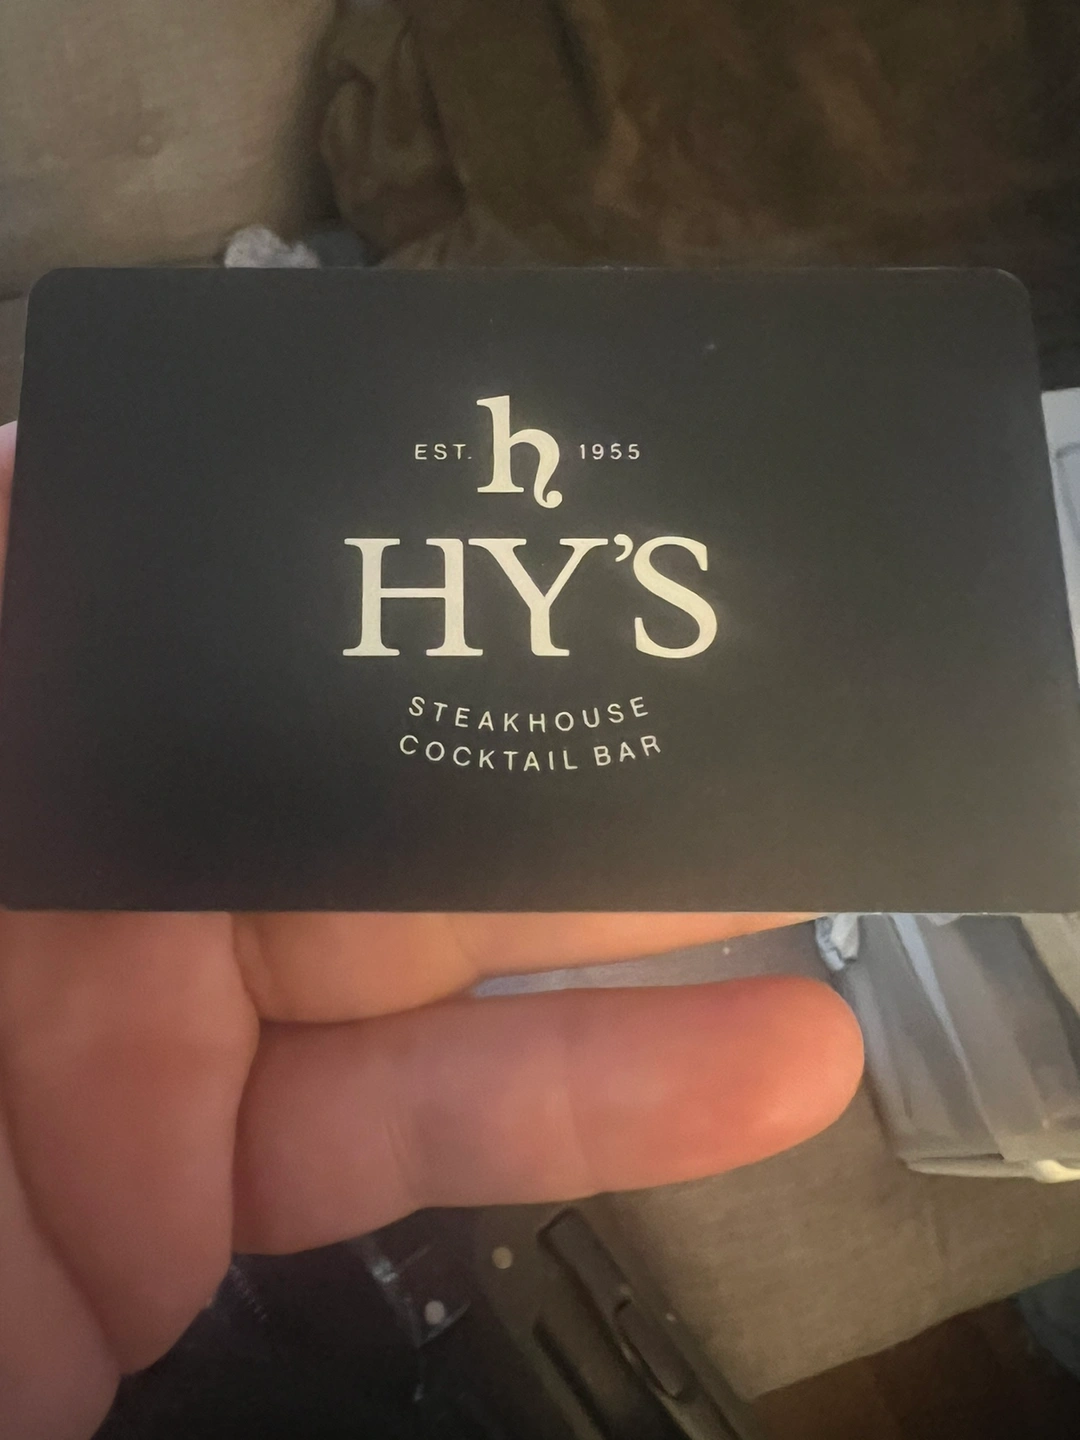 EST. h 1955
HY'S
STEAKHOUSE
COCKTAIL BAR